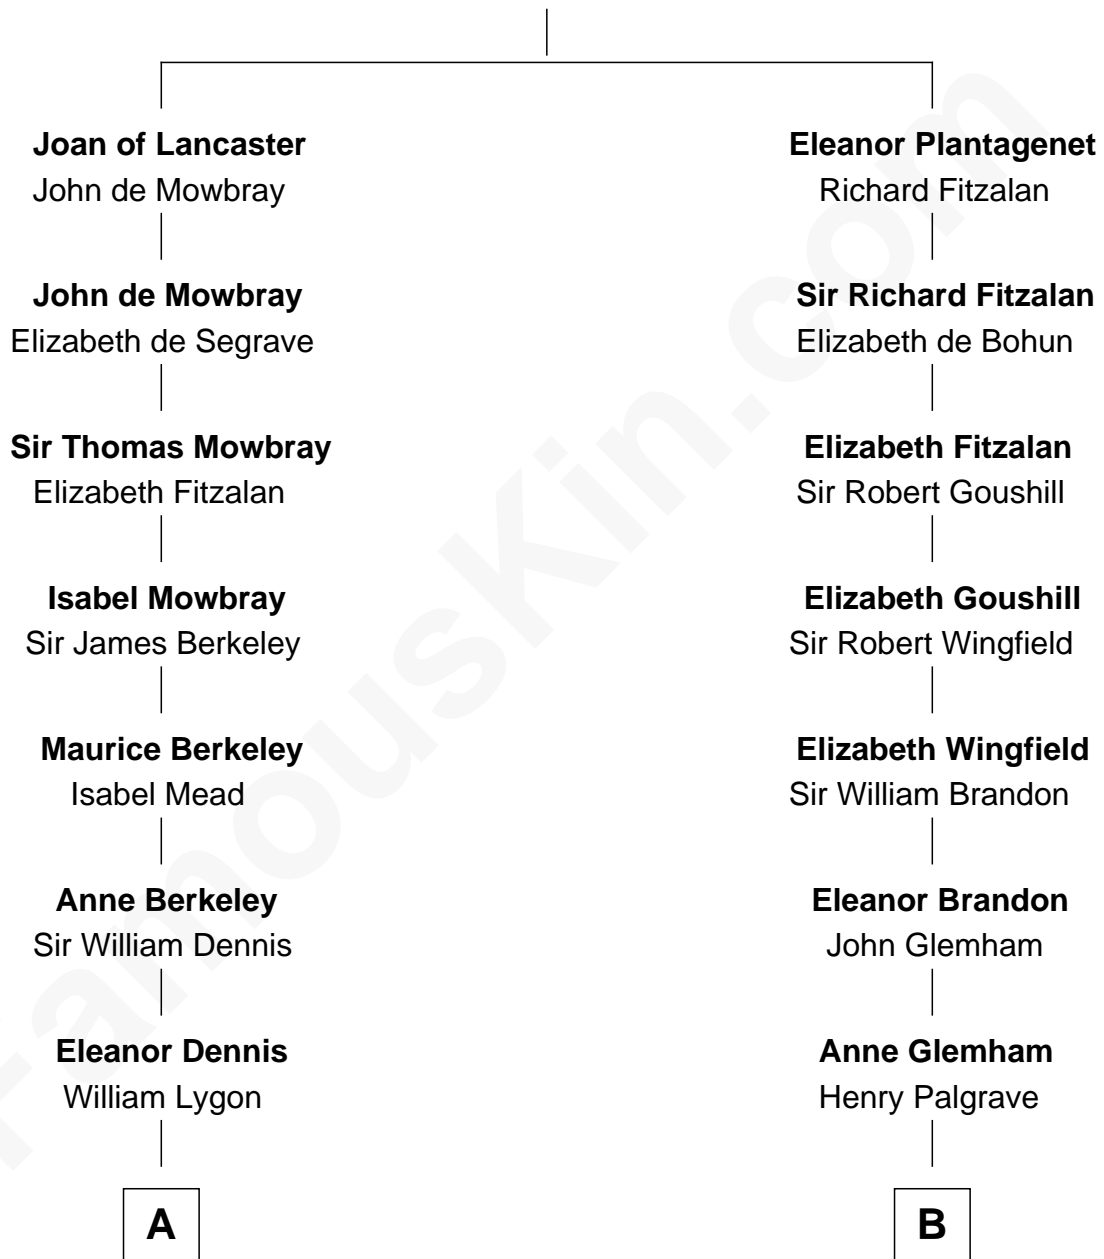 Joan of Lancaster
John de Mowbray
John de Mowbray
Elizabeth de Segrave
Sir Thomas Mowbray
Elizabeth Fitzalan
Isabel Mowbray
Sir James Berkeley
Maurice Berkeley
Isabel Mead
Anne Berkeley
Sir William Dennis
Eleanor Dennis
William Lygon
A
Eleanor Plantagenet
Richard Fitzalan
Sir Richard Fitzalan
Elizabeth de Bohun
Elizabeth Fitzalan
Sir Robert Goushill
Elizabeth Goushill
Sir Robert Wingfield
Elizabeth Wingfield
Sir William Brandon
Eleanor Brandon
John Glemham
Anne Glemham
Henry Palgrave
B
FamousKin.com